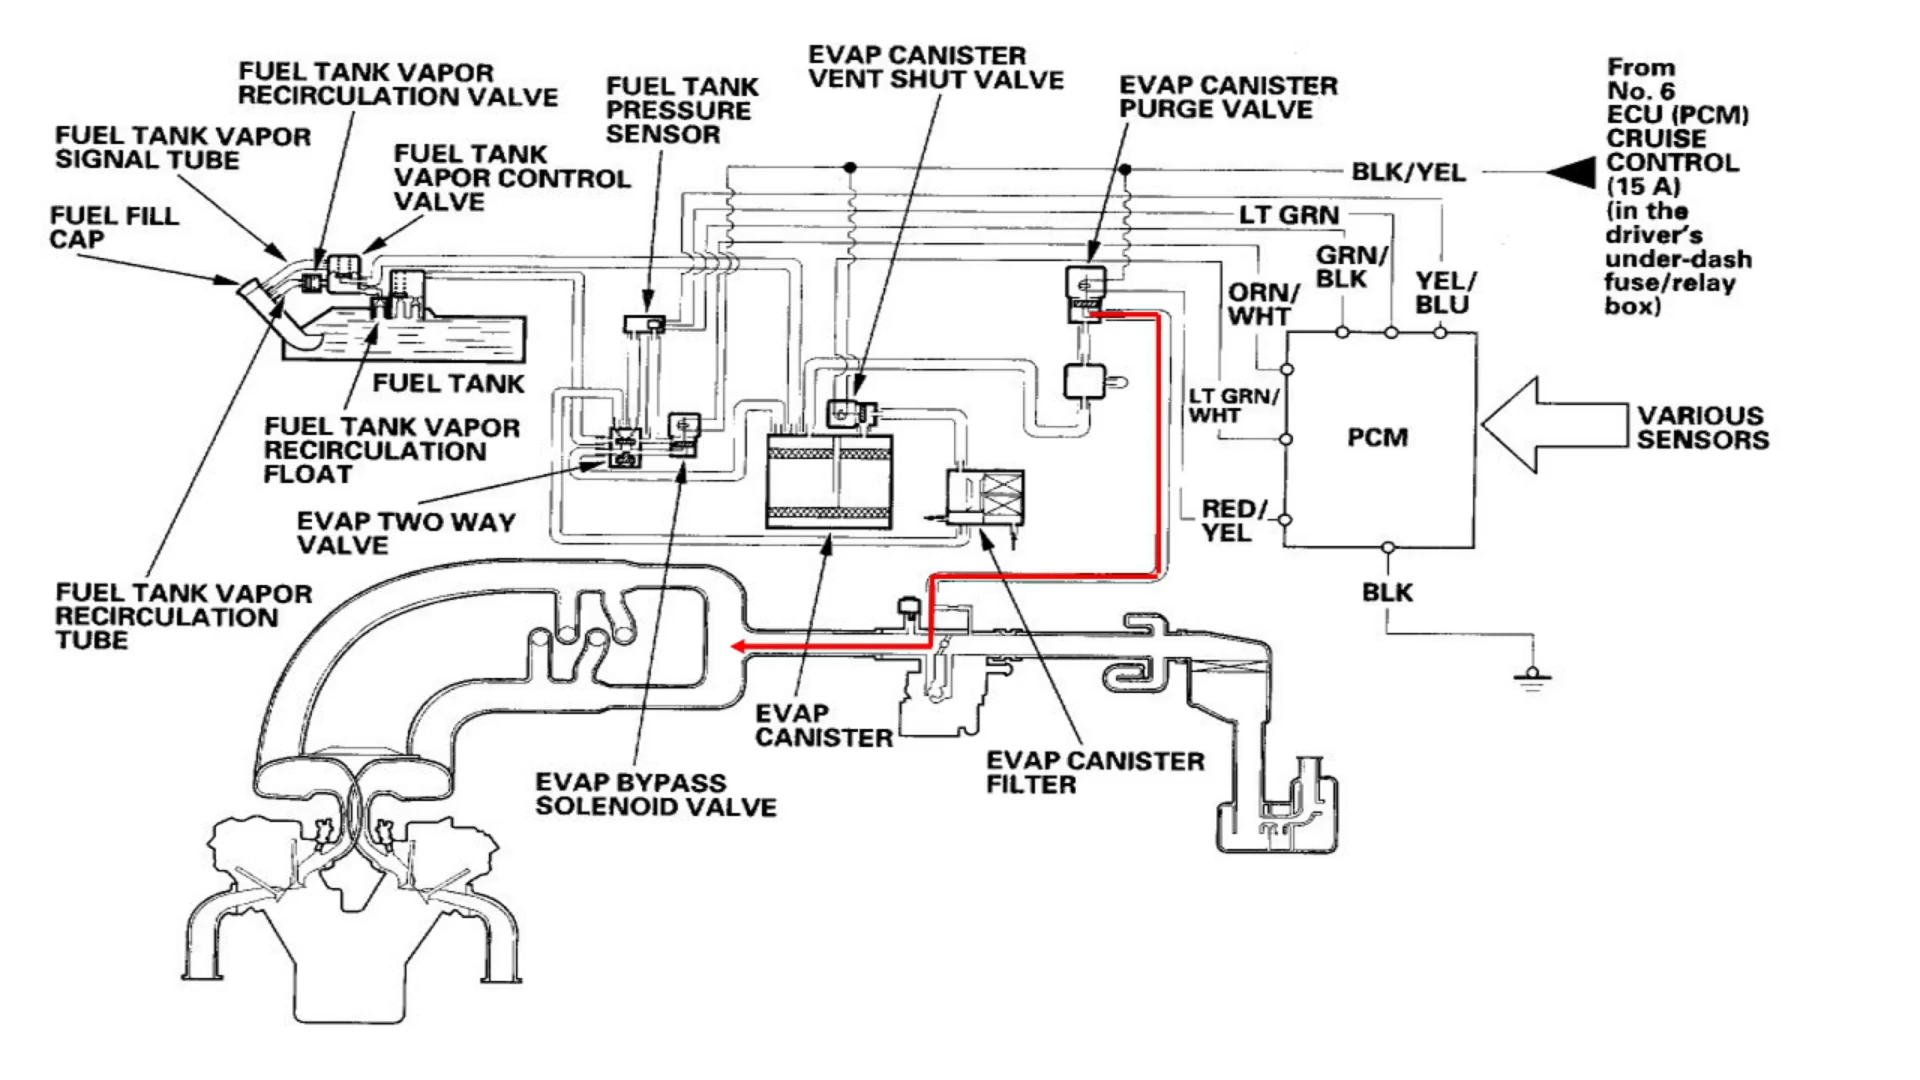 EVAP CANISTER
VENT SHUT VALVE
From
No. 6
ECU (PCM)
CRUISE
CONTROL
(15 A)
(in the
driver's
under-dash
fuse/relay
box)
FUEL TANK VAPOR
RECIRCULATION VALVE
FUEL TANK
PRESSURE
SENSOR
EVAP CANISTER
PURGE VALVE
FUEL TANK VAPOR
SIGNAL TUBE
FUEL TANK
VAPOR CONTROL
VALVE
BLK/YEL
FUEL FILL
CAP
LT GRN
GRN/
BLK
YEL/
BLU
ORN/
WHT
FUEL TANK
LT GRN/
WHT
PCM
VARIOUS
SENSORS
FUEL TANK VAPOR
RECIRCULATION
FLOAT
RED/
YEL
EVAP TWO WAY
VALVE
BLK
FUEL TANK VAPOR
RECIRCULATION
TUBE
EVAP
CANISTER
EVAP CANISTER
FILTER
EVAP BYPASS
SOLENOID VALVE